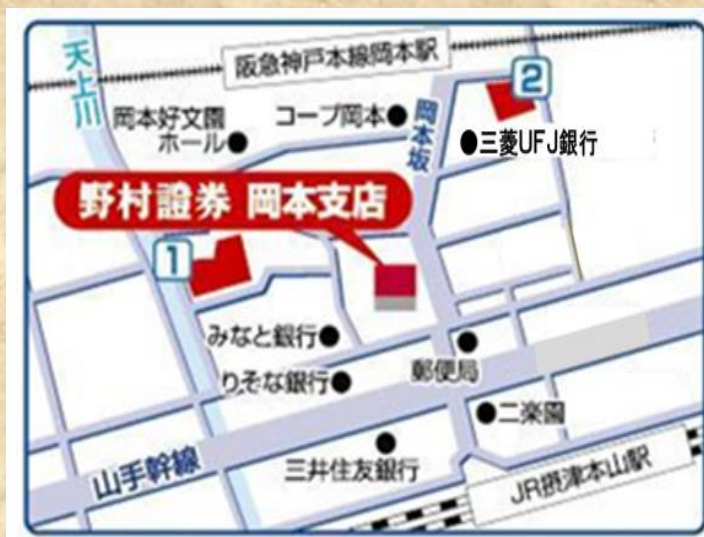 阪急神戸本線岡本駅
天上川
岡本好文園
ホール
コープ岡本
岡本坂
2
三菱UFJ銀行
野村證券 岡本支店
1
みなと銀行
りそな銀行
郵便局
二楽園
山手幹線
三井住友銀行
JR摂津本山駅